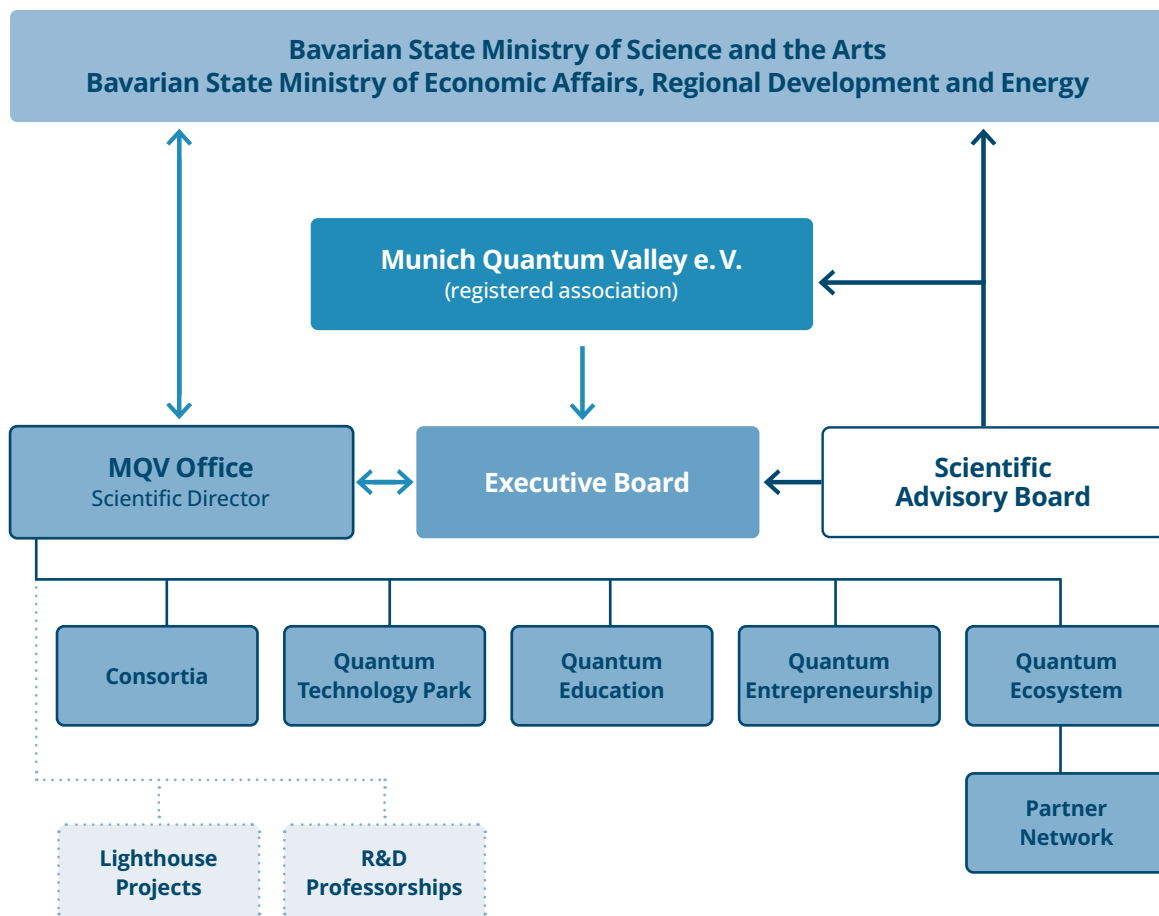 Bavarian State Ministry of Science and the Arts
Bavarian State Ministry of Economic Affairs, Regional Development and Energy
Munich Quantum Valley e. V.
(registered association)
MQV Office
Scientific Director
Executive Board
Scientific
Advisory Board
Consortia
Quantum
Technology Park
Quantum
Education
Quantum
Entrepreneurship
Quantum
Ecosystem
Partner
Network
Lighthouse
Projects
R&D
Professorships